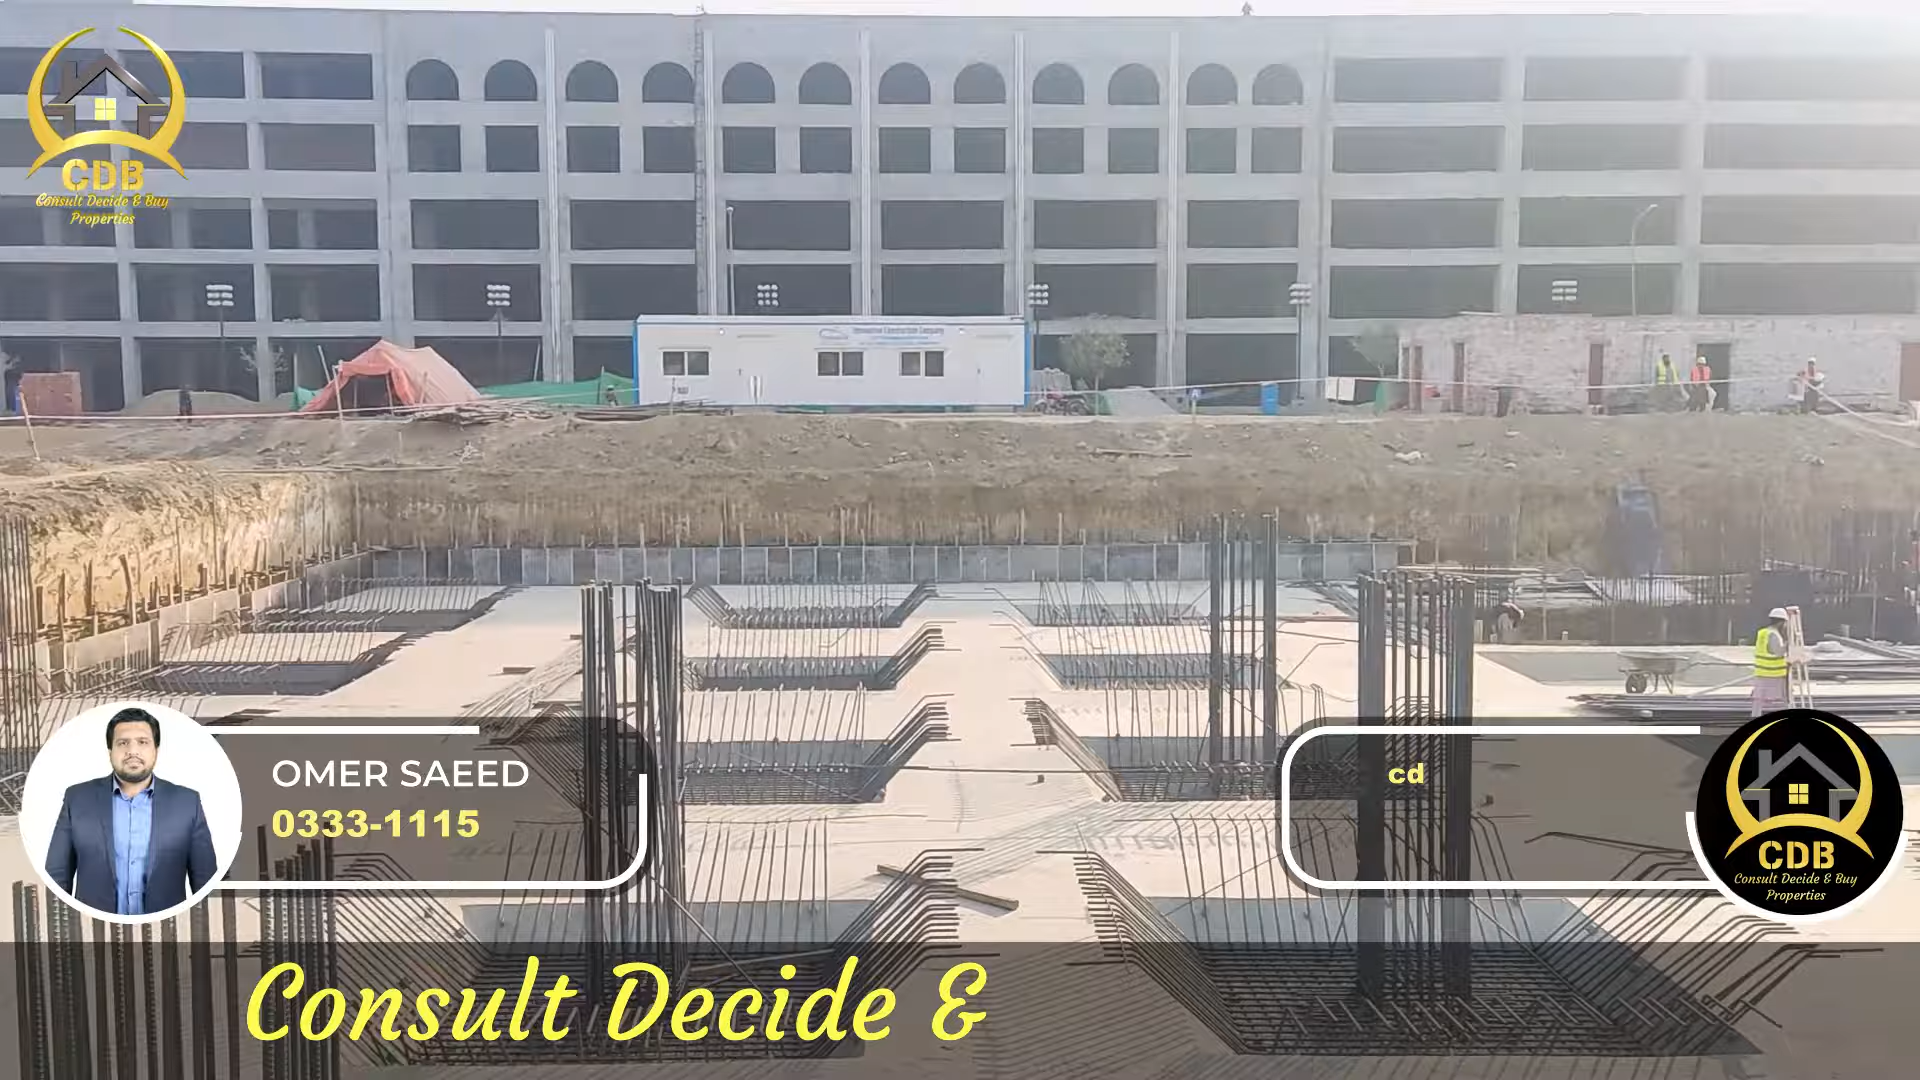 CDB
Consult Decide & Buy
Properties
OMER SAEED
0333-1115
cd
CDB
Consult Decide & Buy
Properties
Consult Decide &